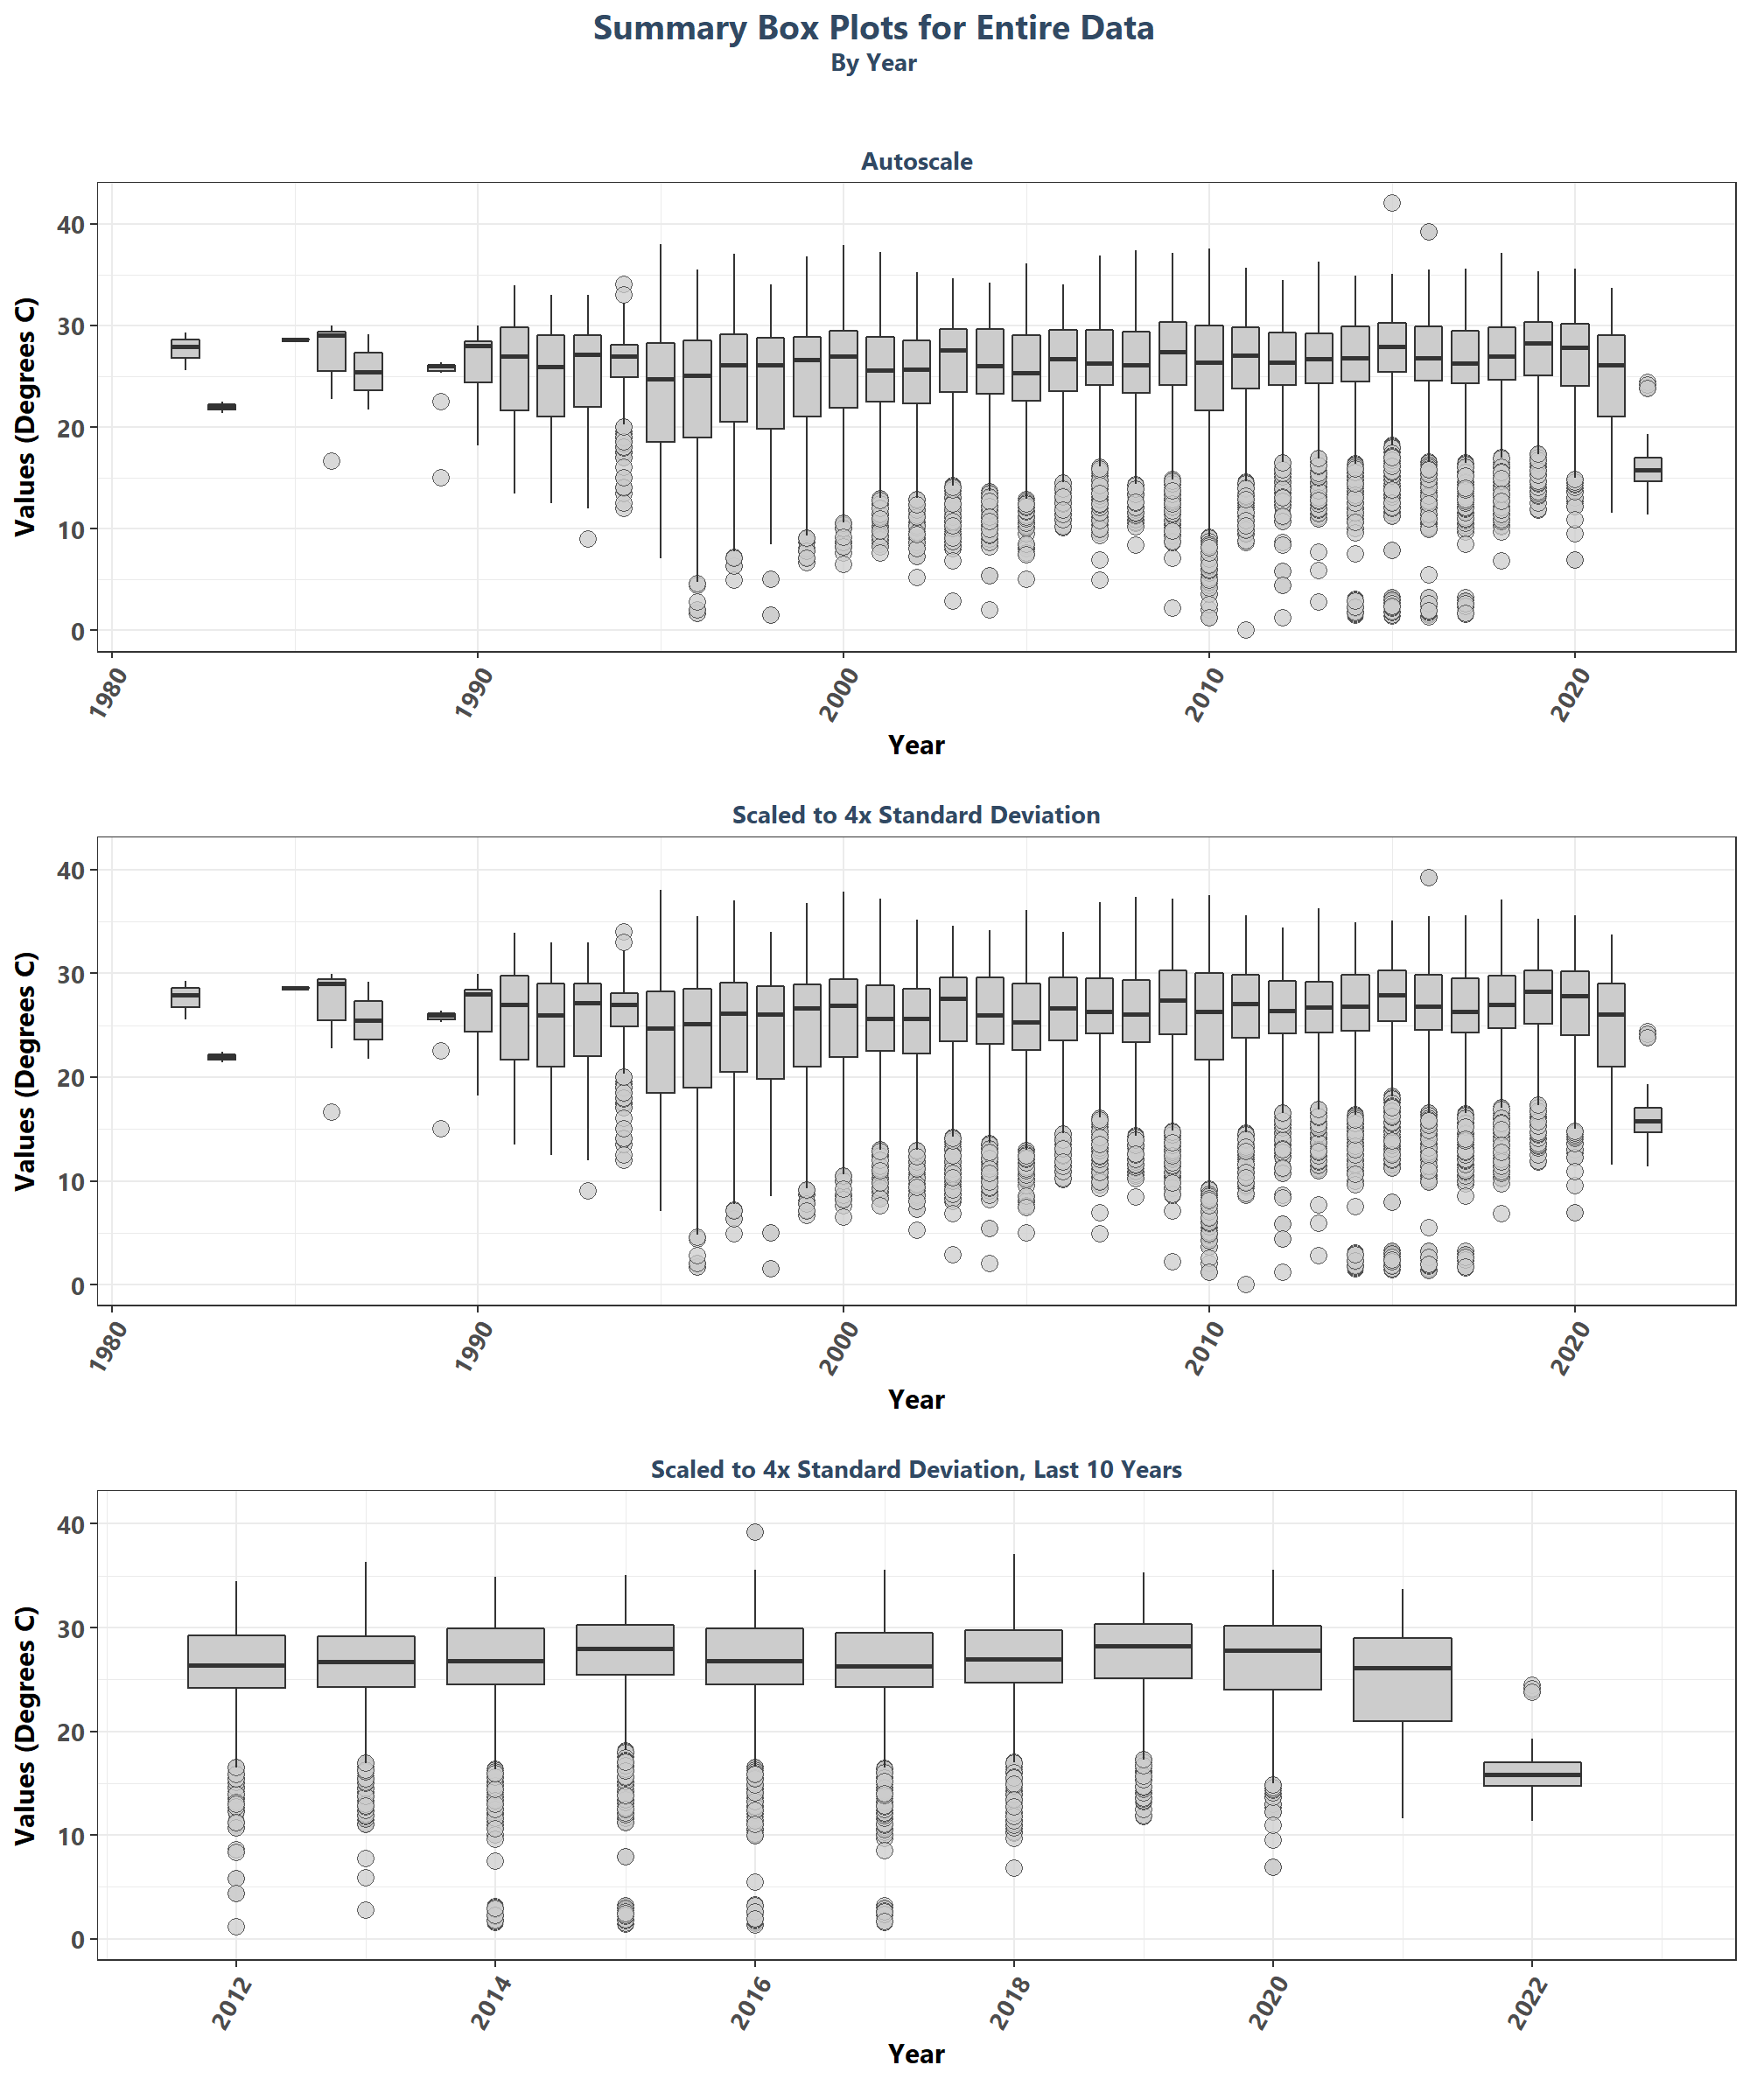 Summary Box Plots for Entire Data
By Year
Autoscale
Values (Degrees C)
40
30
20
10
0
1980
1990
2000
2010
2020
Year
Scaled to 4x Standard Deviation
Values (Degrees C)
40
30
20
10
0
1980
1990
2000
2010
2020
Year
Scaled to 4x Standard Deviation, Last 10 Years
Values (Degrees C)
40
30
20
10
0
2012
2014
2016
2018
2020
2022
Year